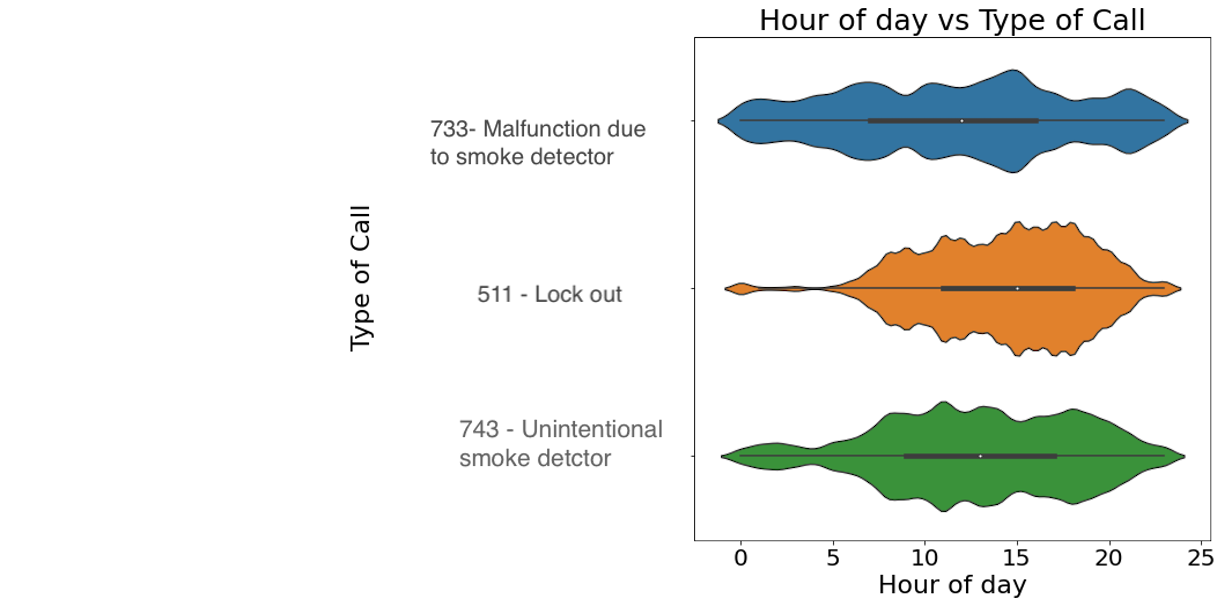 Hour of day vs Type of Call
Type of Call
733- Malfunction due
to smoke detector
511 - Lock out
743 - Unintentional
smoke detctor
0 5 10 15 20 25
Hour of day